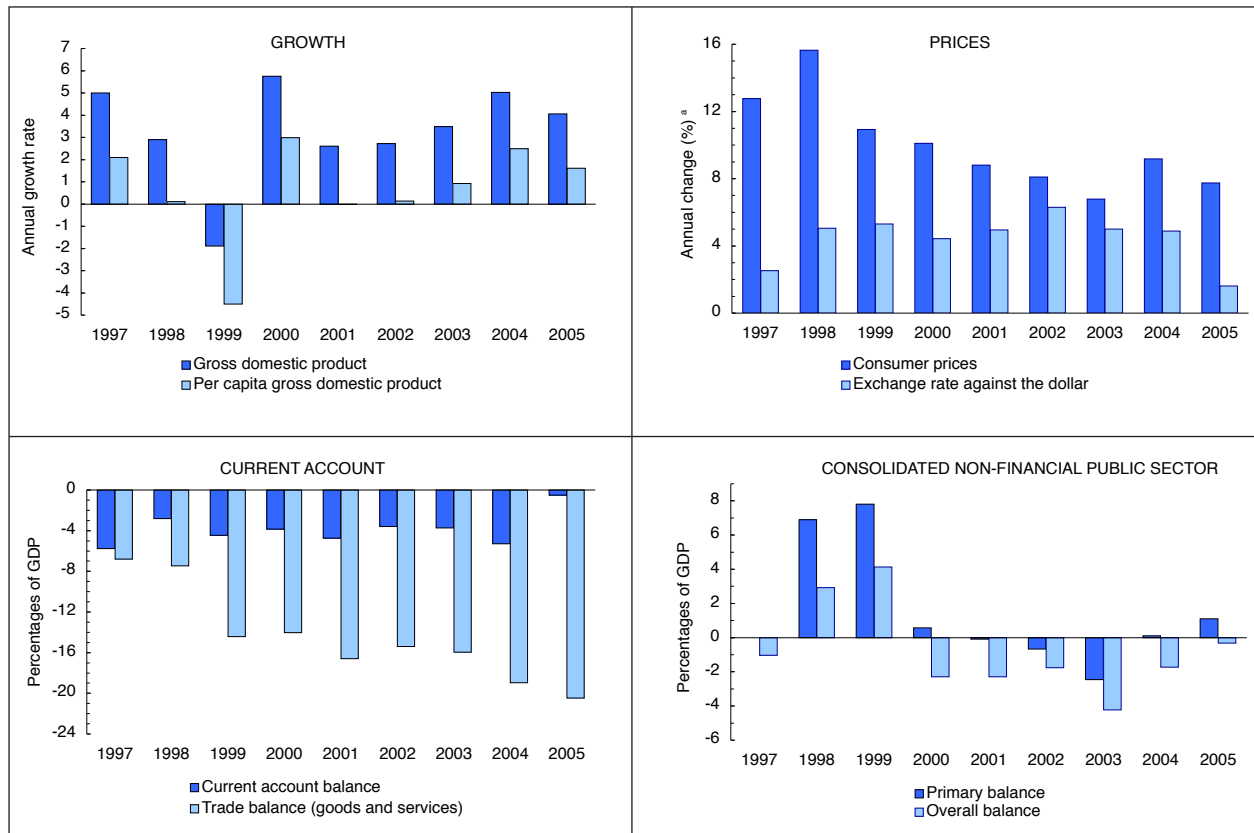 GROWTH
Annual growth rate
7
6
5
4
3
2
1
0
-1
-2
-3
-4
-5
1997 1998 1999 2000 2001 2002 2003 2004 2005
Gross domestic product
Per capita gross domestic product
PRICES
Annual change (%) a
16
12
8
4
0
1997 1998 1999 2000 2001 2002 2003 2004 2005
Consumer prices
Exchange rate against the dollar
CURRENT ACCOUNT
Percentages of GDP
0
-4
-8
-12
-16
-20
-24
1997 1998 1999 2000 2001 2002 2003 2004 2005
Current account balance
Trade balance (goods and services)
CONSOLIDATED NON-FINANCIAL PUBLIC SECTOR
Percentages of GDP
8
6
4
2
0
-2
-4
-6
1997 1998 1999 2000 2001 2002 2003 2004 2005
Primary balance
Overall balance